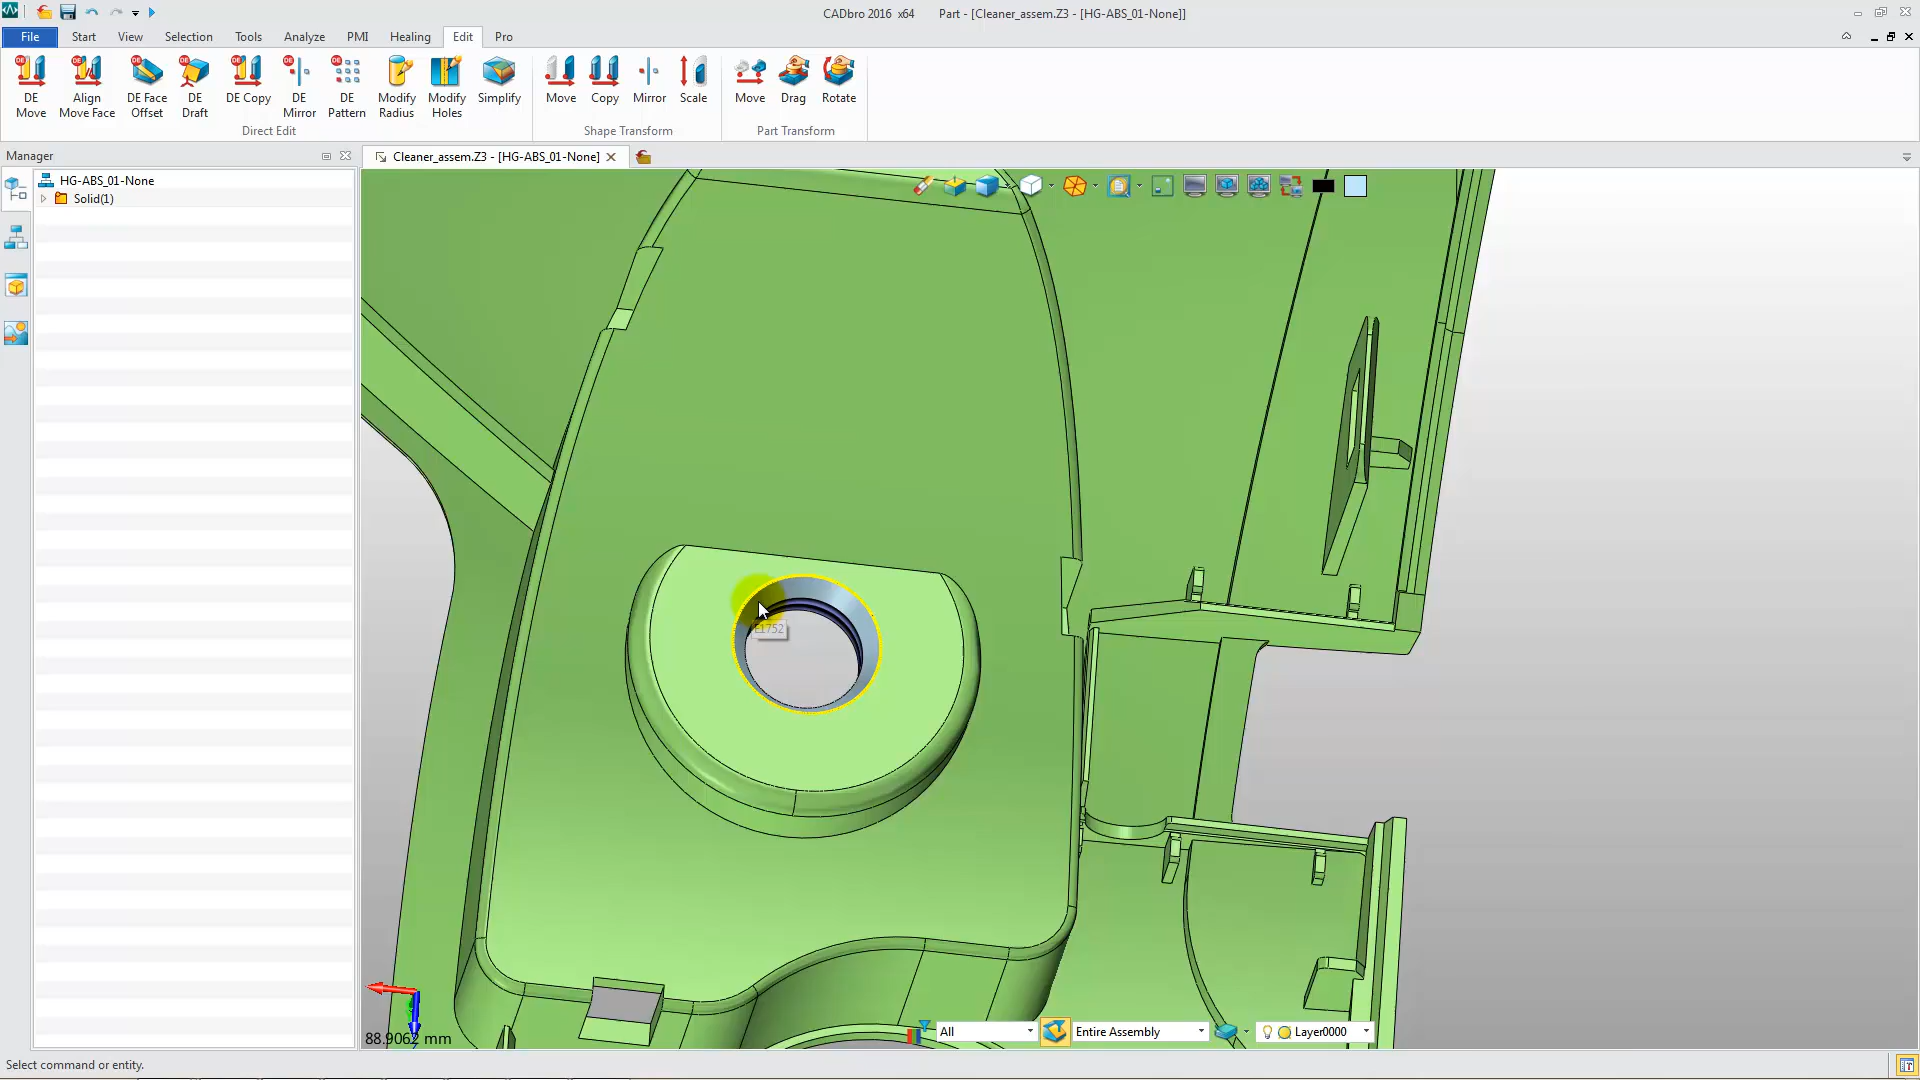 CADbro 2016 x64 Part - [Cleaner_assem.Z3 - [HG-ABS_01-None]]
File Start View Selection Tools Analyze PMI Healing Edit Pro
DE Move
Align Move Face
DE Face Offset
DE Draft
DE Copy
DE Mirror
DE Pattern
Modify Radius
Modify Holes
Simplify
Move
Copy
Mirror
Scale
Move
Drag
Rotate
Direct Edit
Shape Transform
Part Transform
Manager
Cleaner_assem.Z3 - [HG-ABS_01-None]
HG-ABS_01-None
Solid(1)
E1752
88.9062 mm
All
Entire Assembly
Layer0000
Select command or entity.